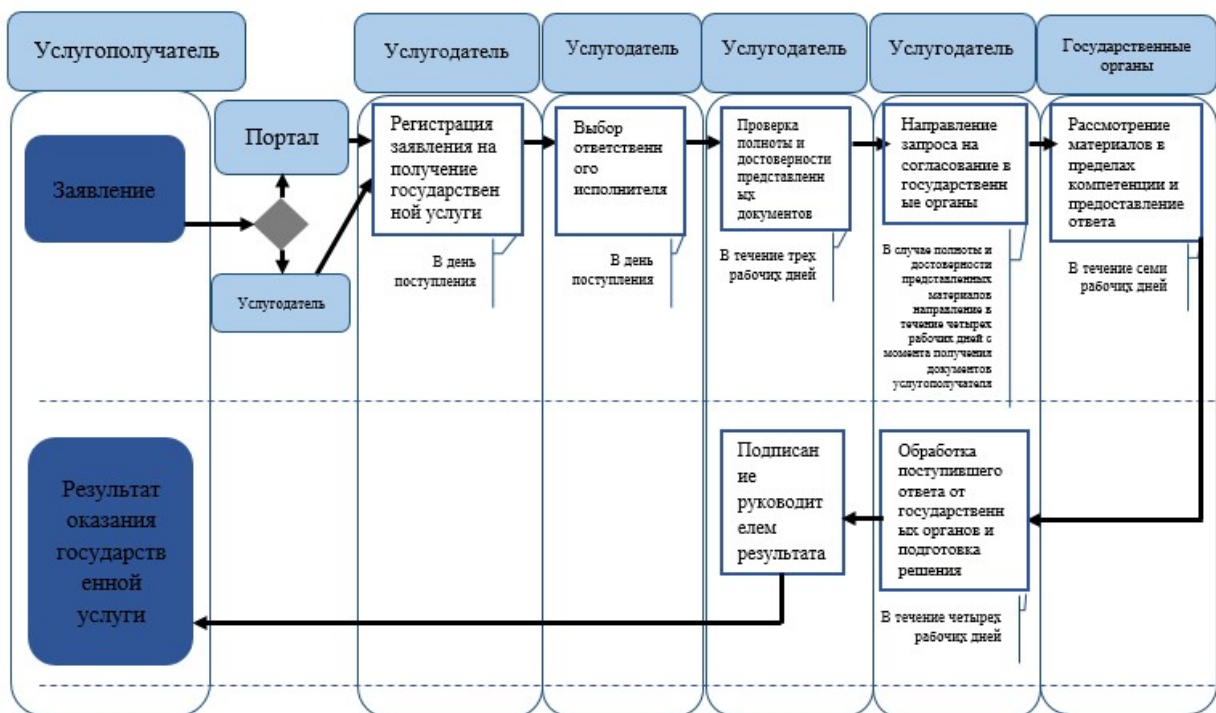 Услугополучатель
Услугодатель
Услугодатель
Услугодатель
Услугодатель
Государственные
органы
Заявление
Портал
Услугодатель
Регистрация
заявления на
получение
государствен
ной услуги
В день
поступления
Выбор
ответственн
ого
исполнителя
В день
поступления
Проверка
полноты и
достоверности
представленн
ых
документов
В течение трех
рабочих дней
Направление
запроса на
согласование в
государственн
ые органы
В случае полноты и
достоверности
представленных
материалов
направление в
течение четырех
рабочих дней с
момента получения
документов
услугополучателя
Рассмотрение
материалов в
пределах
компетенции и
предоставление
ответа
В течение семи
рабочих дней
Результат
оказания
государств
енной
услуги
Подписан
ие
руководит
елем
результата
Обработка
поступившего
ответа от
государственн
ых органов и
подготовка
решения
В течение четырех
рабочих дней